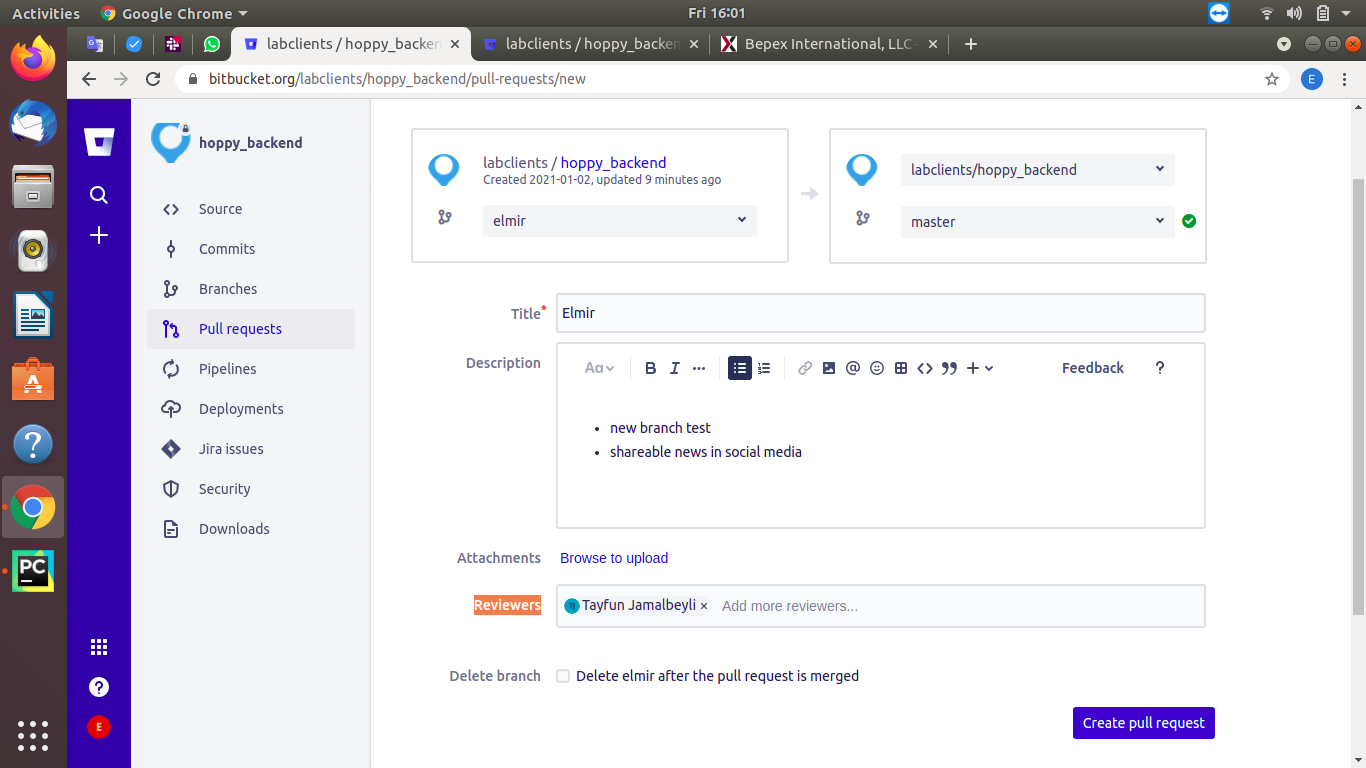 Activities Google Chrome Fri 16:01
labclients / hoppy_backen labclients / hoppy_backen Bepex International, LLC
bitbucket.org/labclients/hoppy_backend/pull-requests/new E
hoppy_backend
Source
Commits
Branches
Pull requests
Pipelines
Deployments
Jira issues
Security
Downloads
E
labclients / hoppy_backend
Created 2021-01-02, updated 9 minutes ago
elmir
labclients/hoppy_backend
master
Title* Elmir
Description
Aa B I ... Feedback ?
• new branch test
• shareable news in social media
Attachments Browse to upload
Reviewers Tayfun Jamalbeyli × Add more reviewers...
Delete branch Delete elmir after the pull request is merged
Create pull request
PC